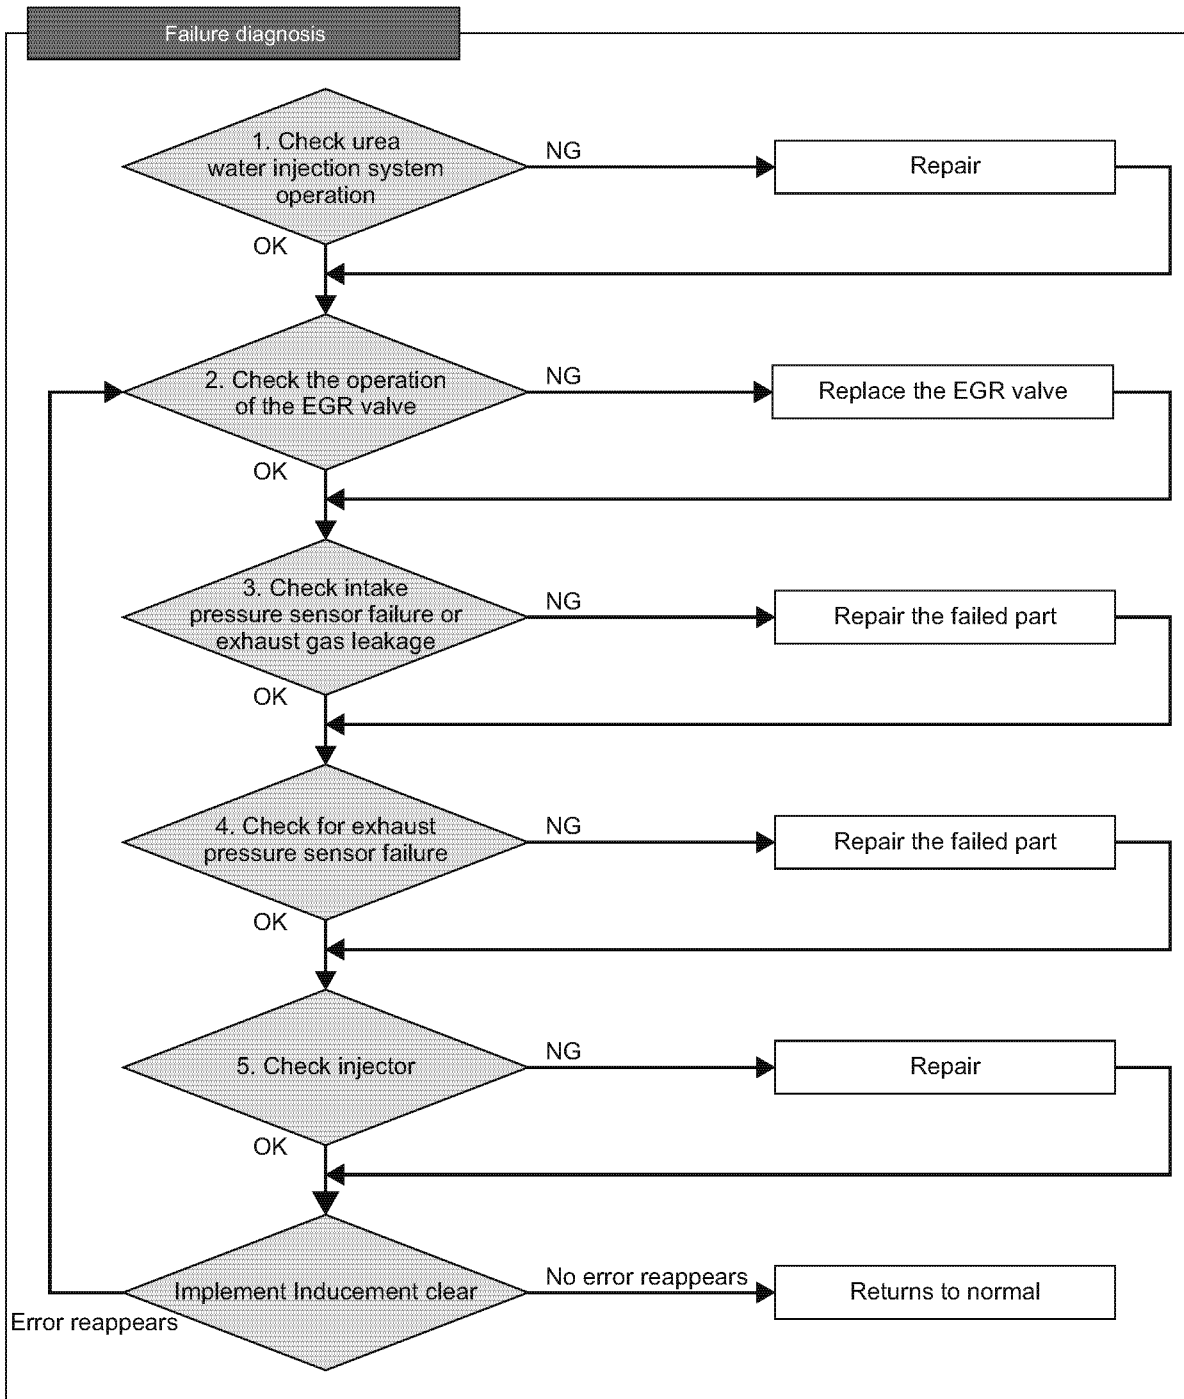 Failure diagnosis
1. Check urea
water injection system
operation
NG
Repair
OK
2. Check the operation
of the EGR valve
NG
Replace the EGR valve
OK
3. Check intake
pressure sensor failure or
exhaust gas leakage
NG
Repair the failed part
OK
4. Check for exhaust
pressure sensor failure
NG
Repair the failed part
OK
5. Check injector
NG
Repair
OK
Implement Inducement clear
No error reappears
Returns to normal
Error reappears